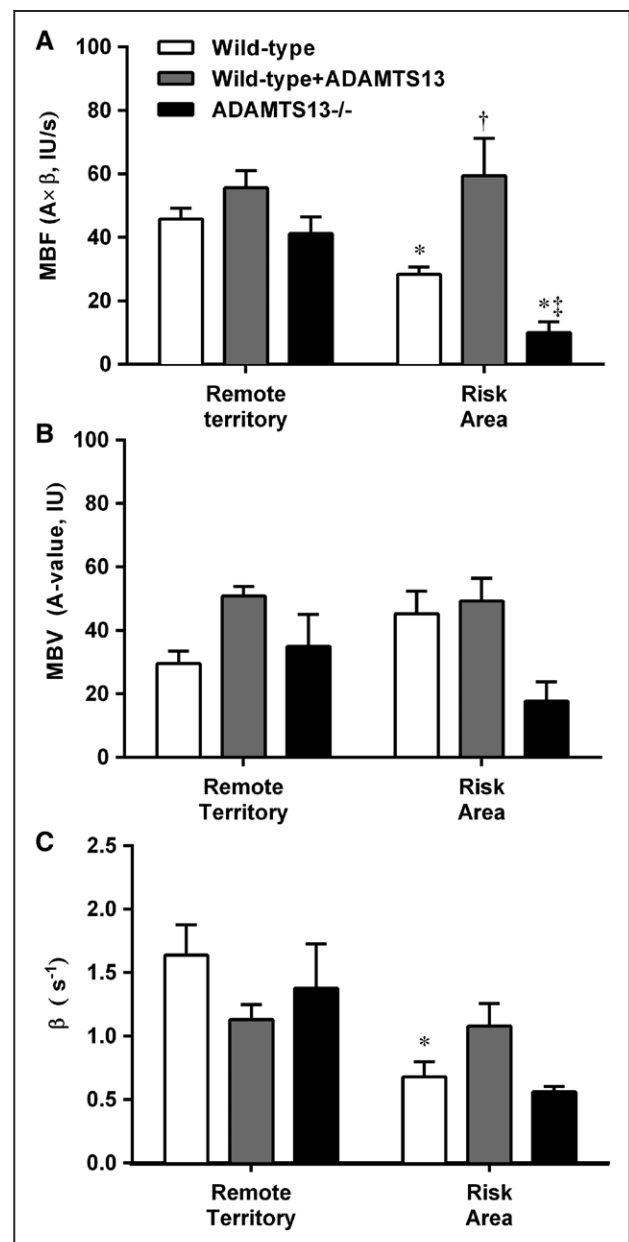 A
100
80
60
40
20
0
MBF (A× β, IU/s)
Wild-type
Wild-type+ADAMTS13
ADAMTS13-/-
†
*
*‡
Remote
territory
Risk
Area
B
100
80
60
40
20
0
MBV (A-value, IU)
Remote
Territory
Risk
Area
C
2.5
2.0
1.5
1.0
0.5
0.0
β ( s⁻¹)
*
Remote
Territory
Risk
Area